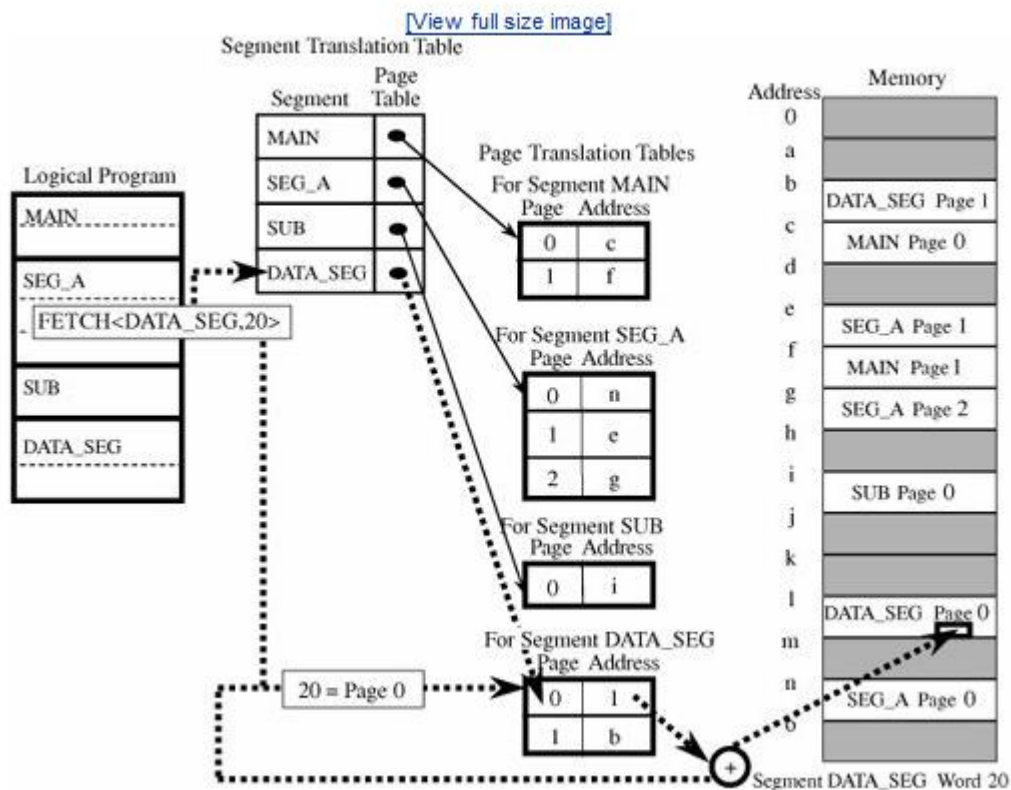 [View full size image]
Segment Translation Table
Segment
Page
Table
MAIN
SEG_A
SUB
DATA_SEG
Logical Program
MAIN
SEG_A
FETCH<DATA_SEG,20>
SUB
DATA_SEG
Page Translation Tables
For Segment MAIN
Page Address
0 c
1 f
For Segment SEG_A
Page Address
0 n
1 e
2 g
For Segment SUB
Page Address
0 i
For Segment DATA_SEG
Page Address
0 l
1 b
20 = Page 0
+
Segment DATA_SEG Word 20
Memory
Address
0
a
b
DATA_SEG Page 1
c
MAIN Page 0
d
e
SEG_A Page 1
f
MAIN Page 1
g
SEG_A Page 2
h
i
SUB Page 0
j
k
l
DATA_SEG Page 0
m
n
SEG_A Page 0
o